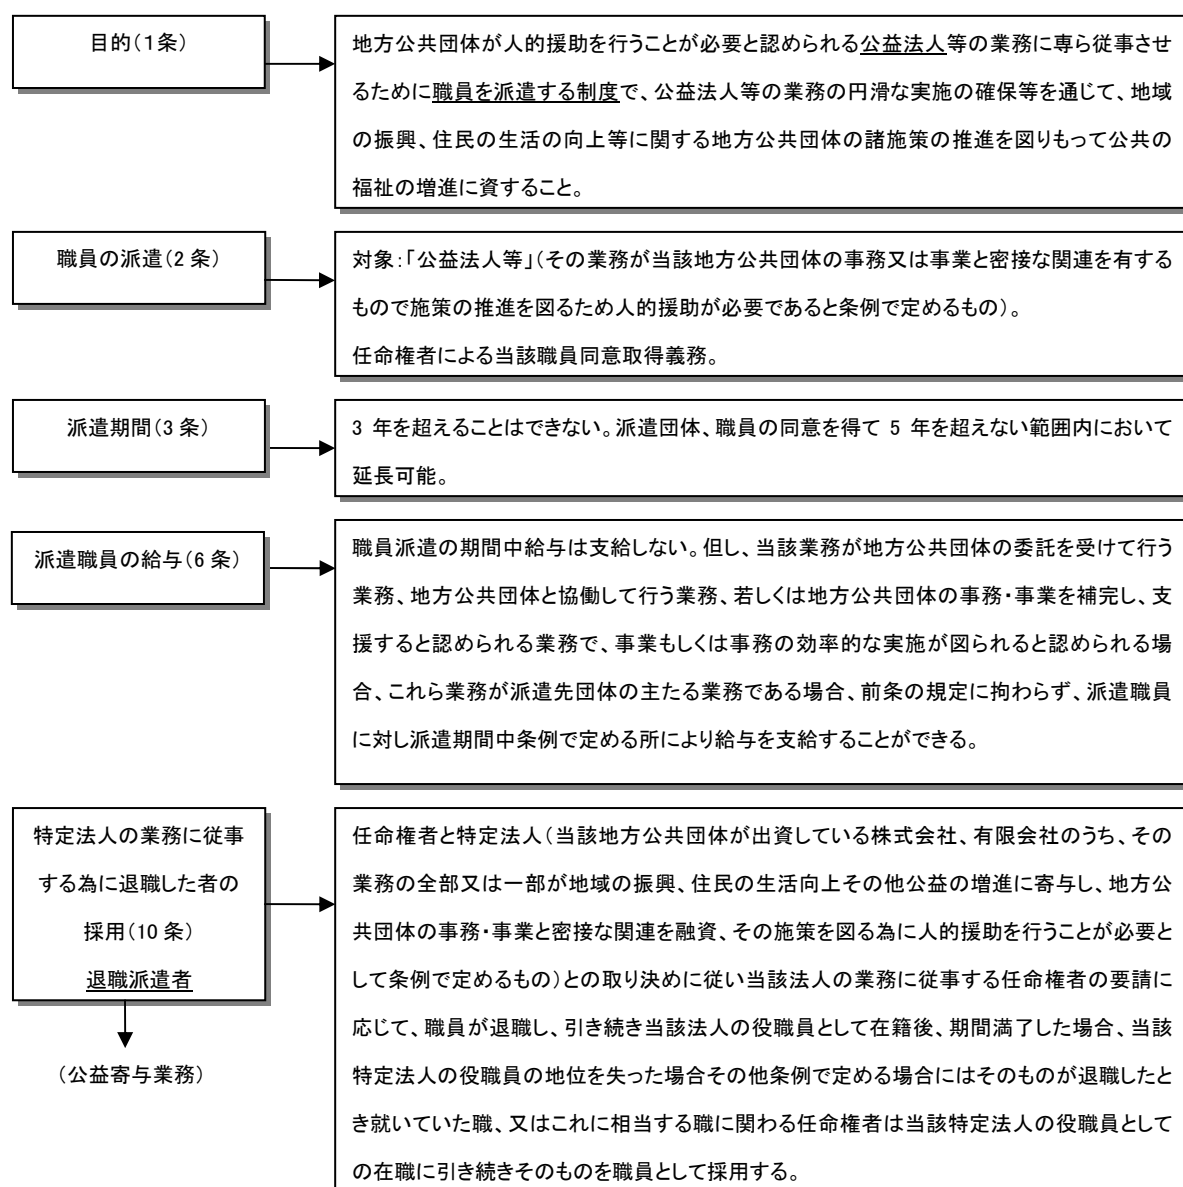 目的(1条)
地方公共団体が人的援助を行うことが必要と認められる公益法人等の業務に専ら従事させ
るために職員を派遣する制度で、公益法人等の業務の円滑な実施の確保等を通じて、地域
の振興、住民の生活の向上等に関する地方公共団体の諸施策の推進を図りもって公共の
福祉の増進に資すること。
職員の派遣(2 条)
対象:「公益法人等」(その業務が当該地方公共団体の事務又は事業と密接な関連を有する
もので施策の推進を図るため人的援助が必要であると条例で定めるもの)。
任命権者による当該職員同意取得義務。
派遣期間(3 条)
3 年を超えることはできない。派遣団体、職員の同意を得て 5 年を超えない範囲内において
延長可能。
派遣職員の給与(6 条)
職員派遣の期間中給与は支給しない。但し、当該業務が地方公共団体の委託を受けて行う
業務、地方公共団体と協働して行う業務、若しくは地方公共団体の事務・事業を補完し、支
援すると認められる業務で、事業もしくは事務の効率的な実施が図られると認められる場
合、これら業務が派遣先団体の主たる業務である場合、前条の規定に拘わらず、派遣職員
に対し派遣期間中条例で定める所により給与を支給することができる。
特定法人の業務に従事
する為に退職した者の
採用(10 条)
退職派遣者
(公益寄与業務)
任命権者と特定法人(当該地方公共団体が出資している株式会社、有限会社のうち、その
業務の全部又は一部が地域の振興、住民の生活向上その他公益の増進に寄与し、地方公
共団体の事務・事業と密接な関連を融資、その施策を図る為に人的援助を行うことが必要と
して条例で定めるもの)との取り決めに従い当該法人の業務に従事する任命権者の要請に
応じて、職員が退職し、引き続き当該法人の役職員として在籍後、期間満了した場合、当該
特定法人の役職員の地位を失った場合その他条例で定める場合にはそのものが退職したと
き就いていた職、又はこれに相当する職に関わる任命権者は当該特定法人の役職員として
の在職に引き続きそのものを職員として採用する。